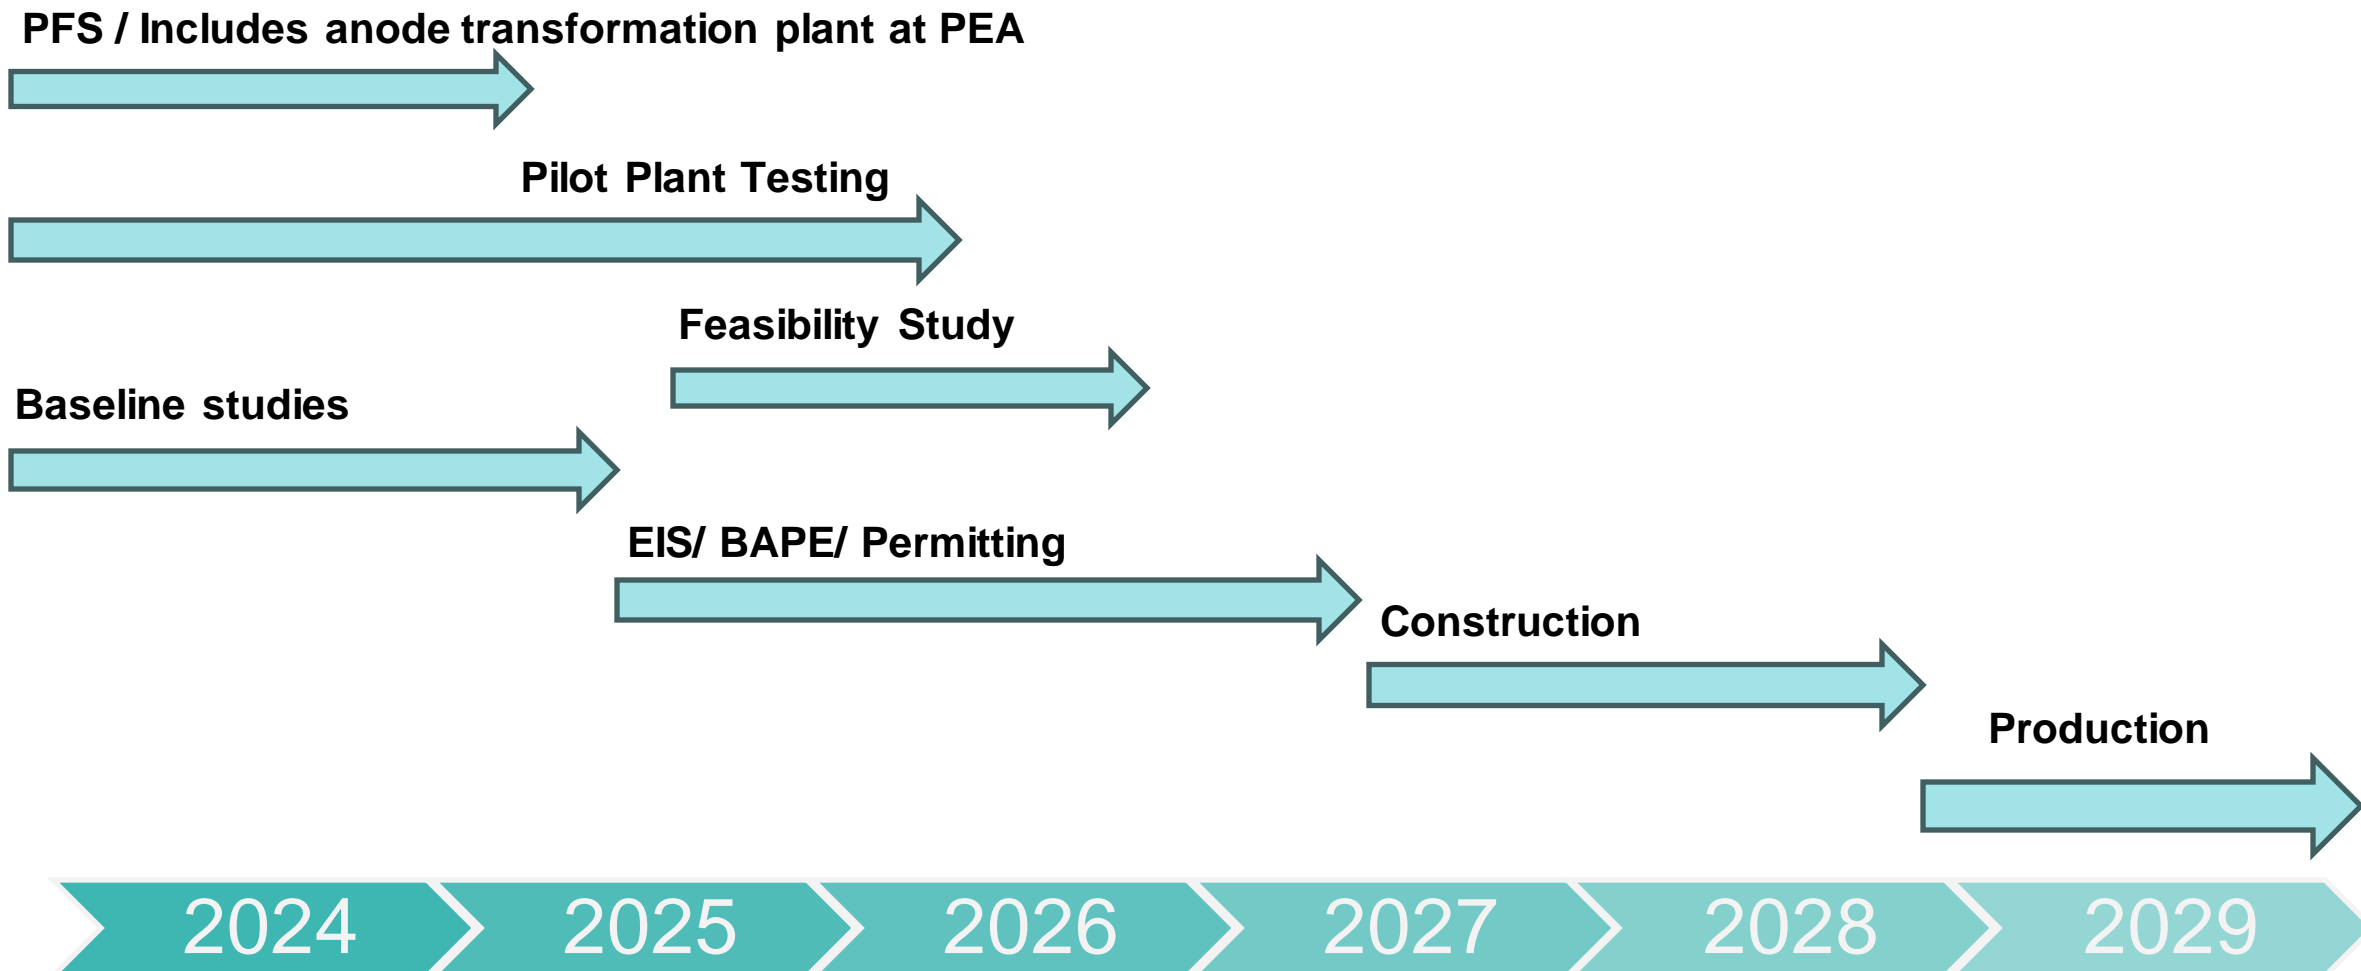 PFS / Includes anode transformation plant at PEA
Pilot Plant Testing
Feasibility Study
Baseline studies
EIS/ BAPE/ Permitting
Construction
Production
2024 2025 2026 2027 2028 2029